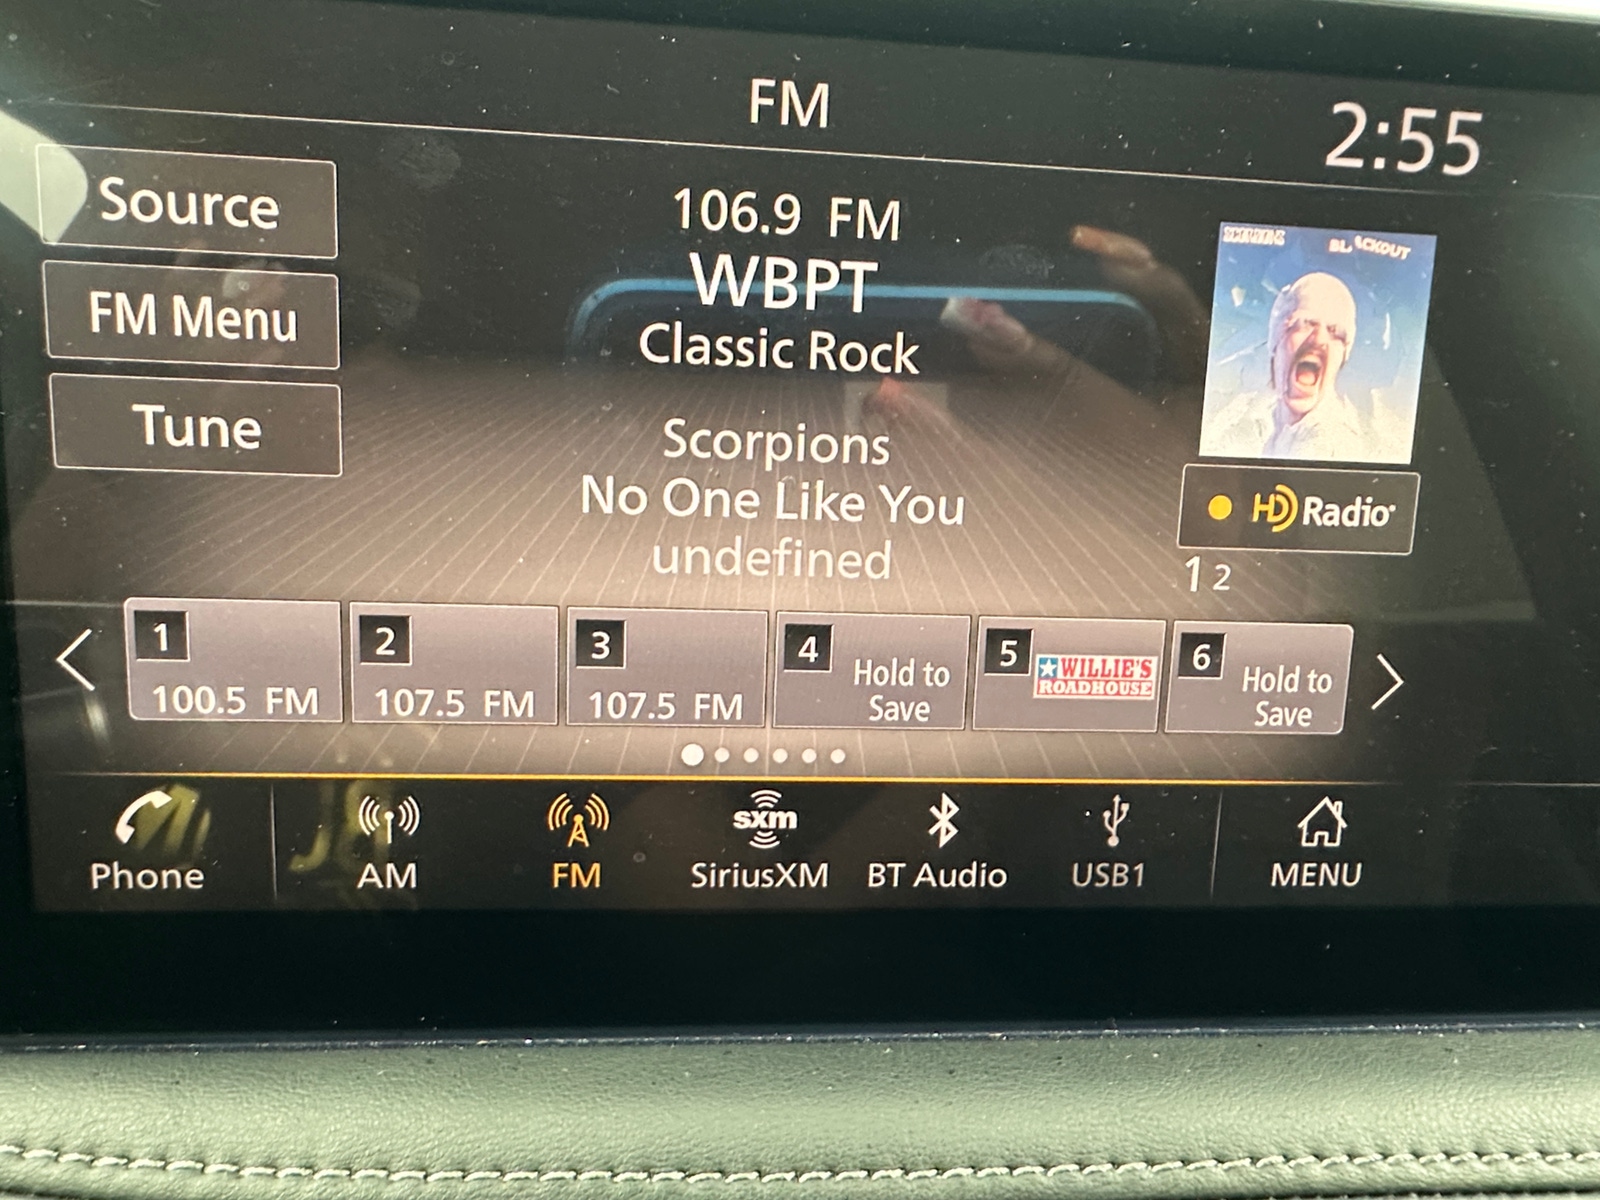 FM
2:55
Source
FM Menu
Tune
106.9 FM
WBPT
Classic Rock
Scorpions
No One Like You
undefined
SCORPIONS
BLACKOUT
HD Radio
1 2
1
100.5 FM
2
107.5 FM
3
107.5 FM
4
Hold to
Save
5
WILLIE'S
ROADHOUSE
6
Hold to
Save
Phone
AM
FM
sxm
SiriusXM
BT Audio
USB1
MENU